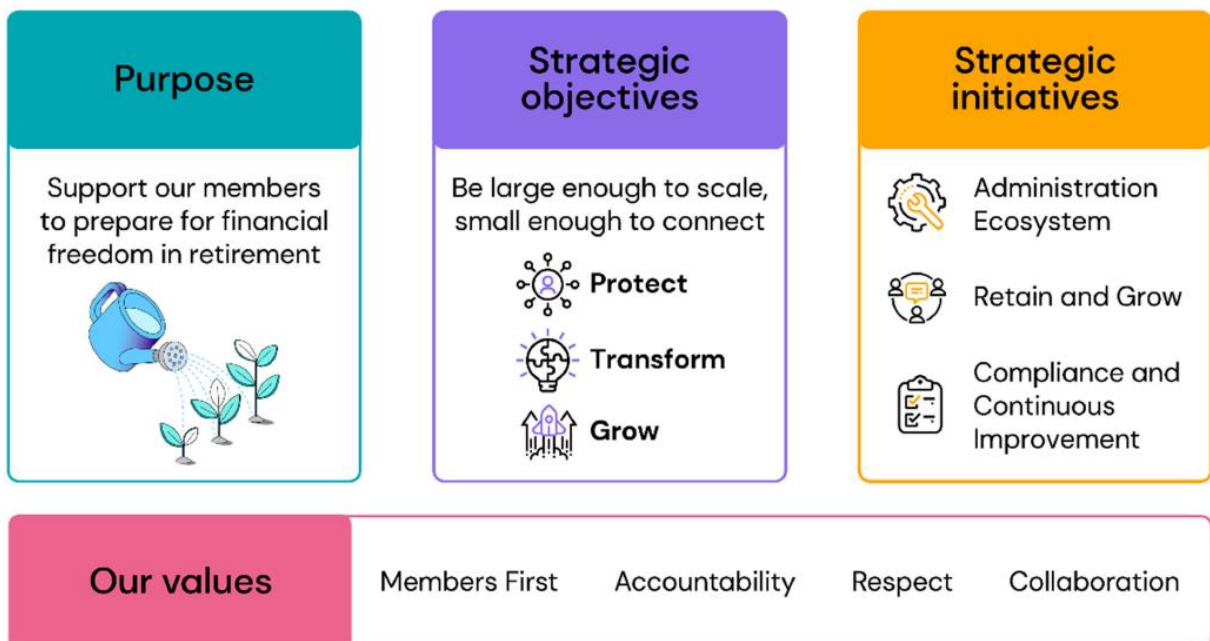 Purpose
Support our members
to prepare for financial
freedom in retirement
Strategic
objectives
Be large enough to scale,
small enough to connect
Protect
Transform
Grow
Strategic
initiatives
Administration
Ecosystem
Retain and Grow
Compliance and
Continuous
Improvement
Our values
Members First Accountability Respect Collaboration